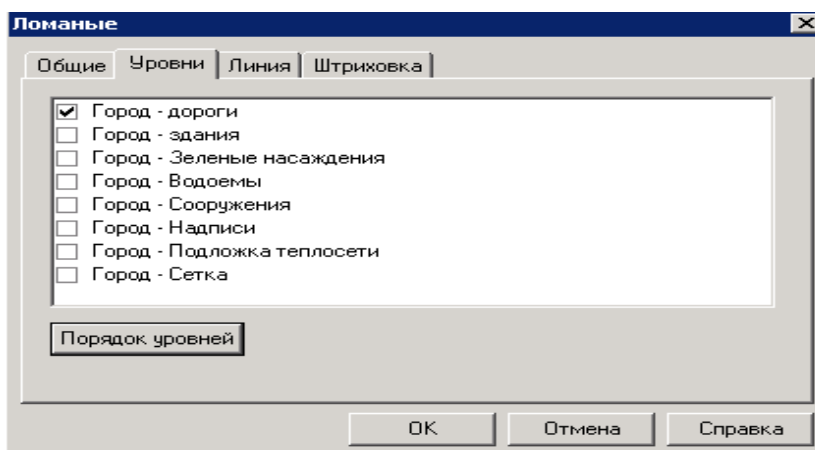 Ломаные
Общие Уровни Линия Штриховка
Город - дороги
Город - здания
Город - Зеленые насаждения
Город - Водоемы
Город - Сооружения
Город - Надписи
Город - Подложка теплосети
Город - Сетка
Порядок уровней
OK Отмена Справка